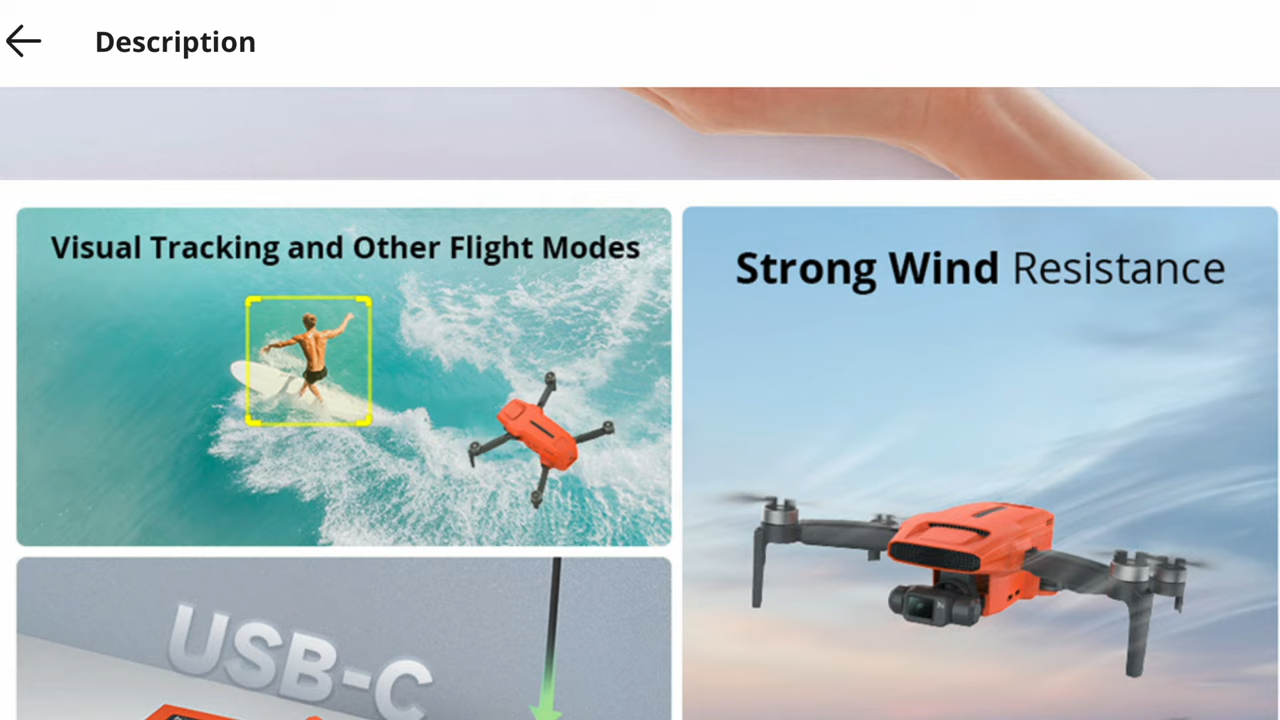 Description
Visual Tracking and Other Flight Modes
Strong Wind Resistance
USB-C